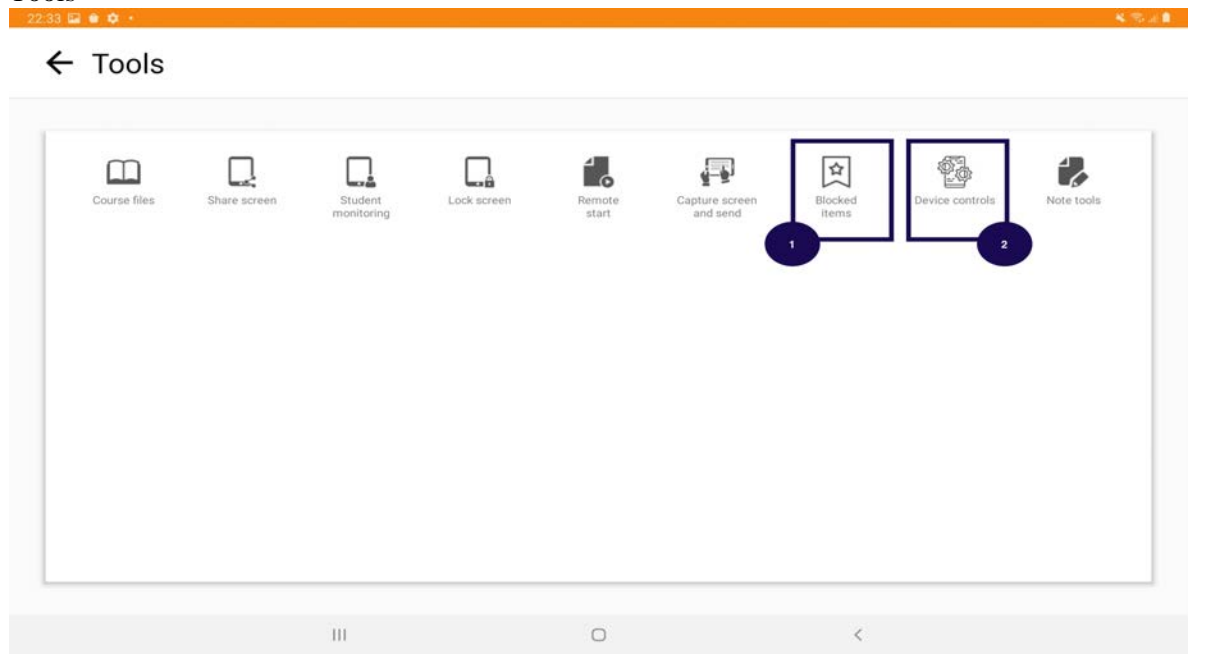 Tools
22:33
Tools
Course files
Share screen
Student
monitoring
Lock screen
Remote
start
Capture screen
and send
Blocked
items
Device controls
Note tools
1
2